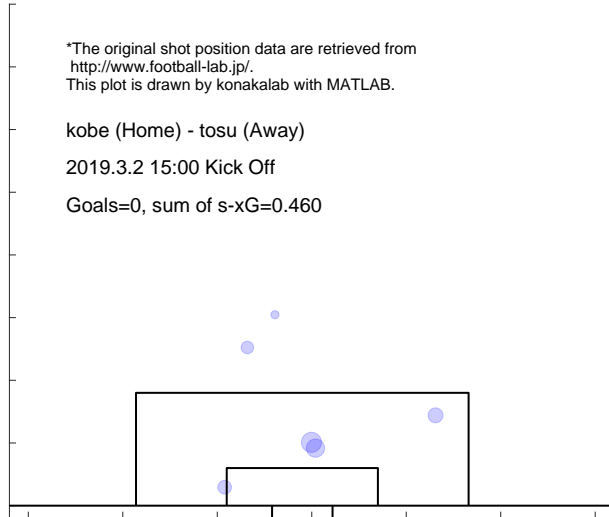 *The original shot position data are retrieved from
http://www.football-lab.jp/.
This plot is drawn by konakalab with MATLAB.
kobe (Home) - tosu (Away)
2019.3.2 15:00 Kick Off
Goals=0, sum of s-xG=0.460